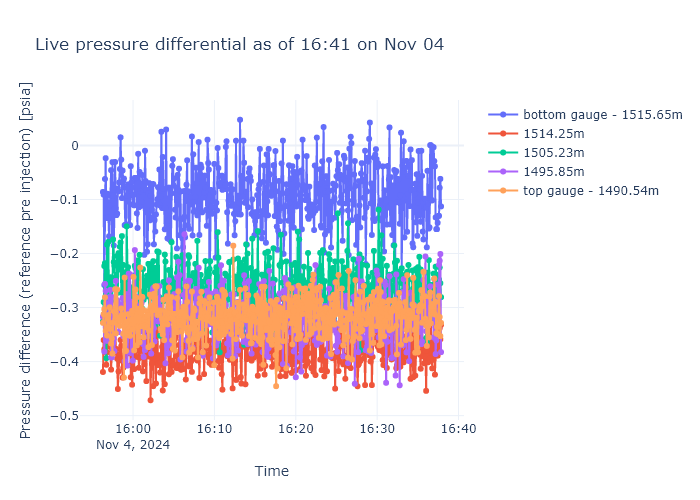 Live pressure differential as of 16:41 on Nov 04
Pressure difference (reference pre injection) [psia]
0
−0.1
−0.2
−0.3
−0.4
−0.5
16:00
Nov 4, 2024
16:10
16:20
16:30
16:40
Time
bottom gauge - 1515.65m
1514.25m
1505.23m
1495.85m
top gauge - 1490.54m